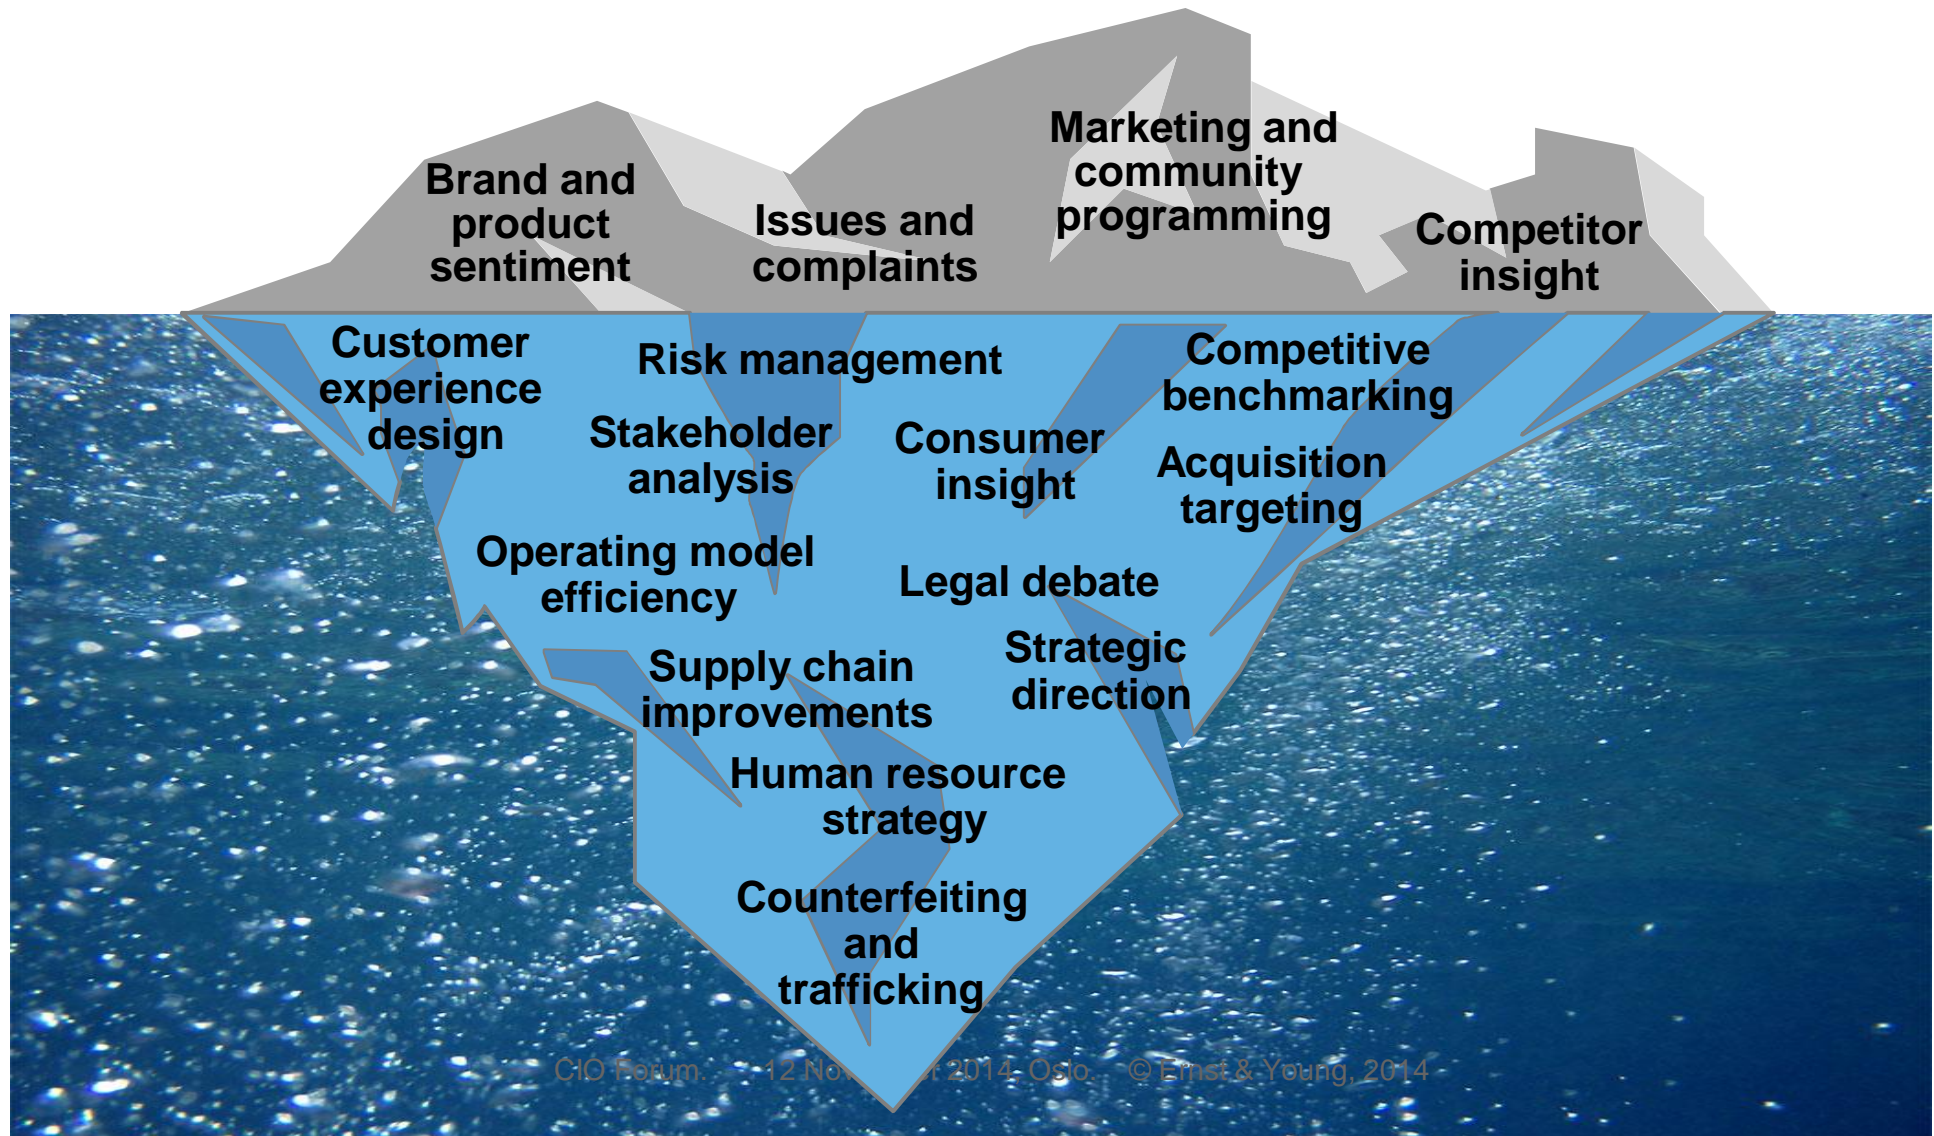 Marketing and
community
programming
Brand and
product
sentiment
Issues and
complaints
Competitor
insight
Customer
experience
design
Risk management
Competitive
benchmarking
Stakeholder
analysis
Consumer
insight
Acquisition
targeting
Operating model
efficiency
Legal debate
Strategic
direction
Supply chain
improvements
Human resource
strategy
Counterfeiting
and
trafficking
CIO Forum. 12 November 2014, Oslo. © Ernst & Young, 2014